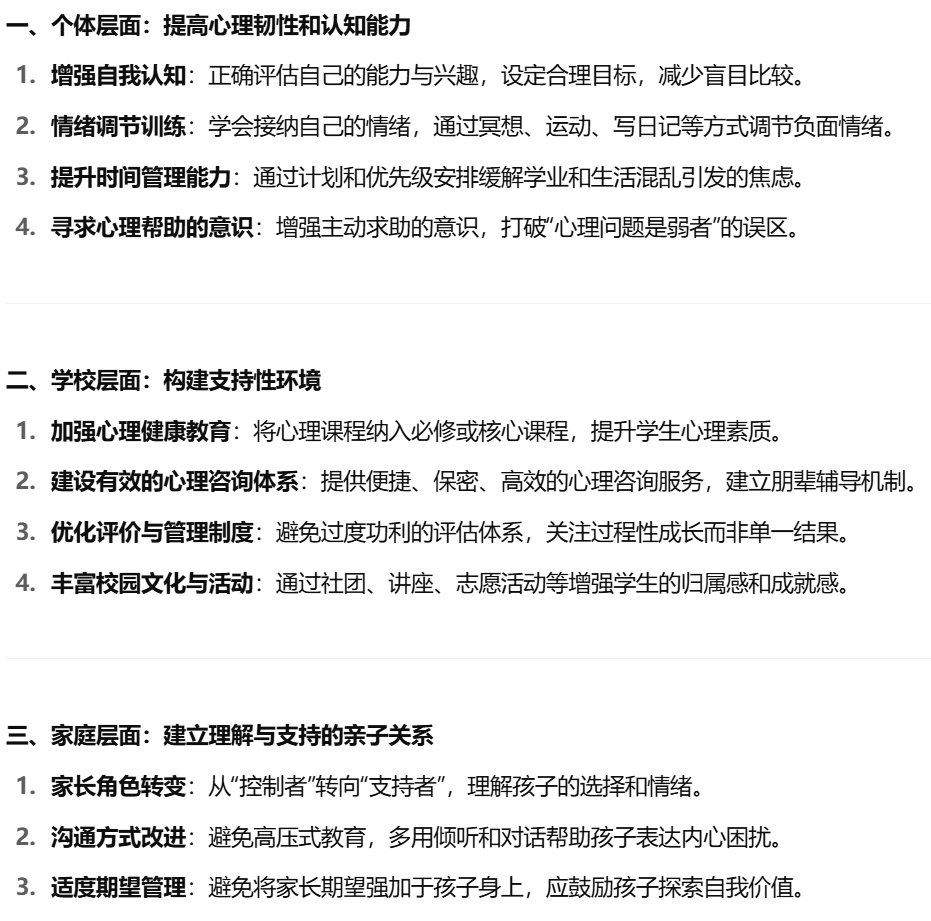 一、个体层面：提高心理韧性和认知能力
1. 增强自我认知：正确评估自己的能力与兴趣，设定合理目标，减少盲目比较。
2. 情绪调节训练：学会接纳自己的情绪，通过冥想、运动、写日记等方式调节负面情绪。
3. 提升时间管理能力：通过计划和优先级安排缓解学业和生活混乱引发的焦虑。
4. 寻求心理帮助的意识：增强主动求助的意识，打破“心理问题是弱者”的误区。
二、学校层面：构建支持性环境
1. 加强心理健康教育：将心理课程纳入必修或核心课程，提升学生心理素质。
2. 建设有效的心理咨询体系：提供便捷、保密、高效的心理咨询服务，建立朋辈辅导机制。
3. 优化评价与管理制度：避免过度功利的评估体系，关注过程性成长而非单一结果。
4. 丰富校园文化与活动：通过社团、讲座、志愿活动等增强学生的归属感和成就感。
三、家庭层面：建立理解与支持的亲子关系
1. 家长角色转变：从“控制者”转向“支持者”，理解孩子的选择和情绪。
2. 沟通方式改进：避免高压式教育，多用倾听和对话帮助孩子表达内心困扰。
3. 适度期望管理：避免将家长期望强加于孩子身上，应鼓励孩子探索自我价值。